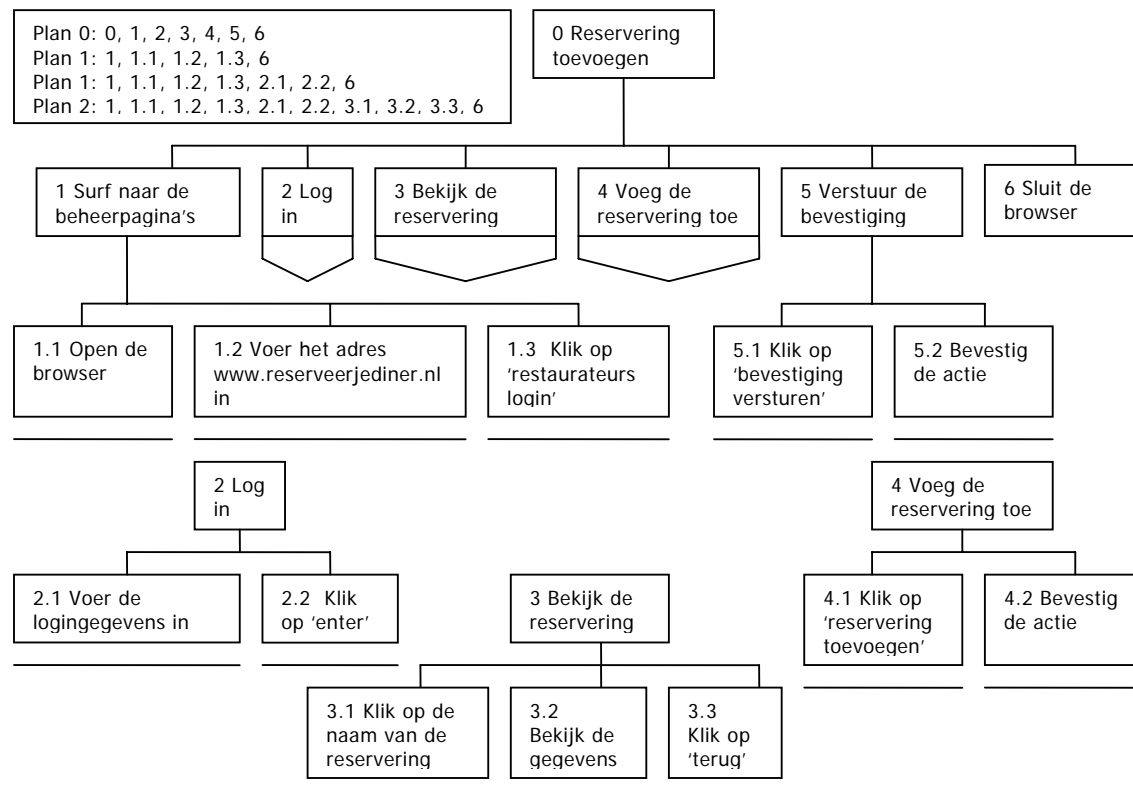 Plan 0: 0, 1, 2, 3, 4, 5, 6
Plan 1: 1, 1.1, 1.2, 1.3, 6
Plan 1: 1, 1.1, 1.2, 1.3, 2.1, 2.2, 6
Plan 2: 1, 1.1, 1.2, 1.3, 2.1, 2.2, 3.1, 3.2, 3.3, 6
0 Reservering
toevoegen
1 Surf naar de
beheerpagina's
2 Log
in
3 Bekijk de
reservering
4 Voeg de
reservering toe
5 Verstuur de
bevestiging
6 Sluit de
browser
1.1 Open de
browser
1.2 Voer het adres
www.reserveerjediner.nl
in
1.3 Klik op
‘restaurateurs
login’
5.1 Klik op
‘bevestiging
versturen’
5.2 Bevestig
de actie
2 Log
in
4 Voeg de
reservering toe
2.1 Voer de
logingegevens in
2.2 Klik
op ‘enter’
3 Bekijk de
reservering
4.1 Klik op
‘reservering
toevoegen’
4.2 Bevestig
de actie
3.1 Klik op de
naam van de
reservering
3.2
Bekijk de
gegevens
3.3
Klik op
‘terug’